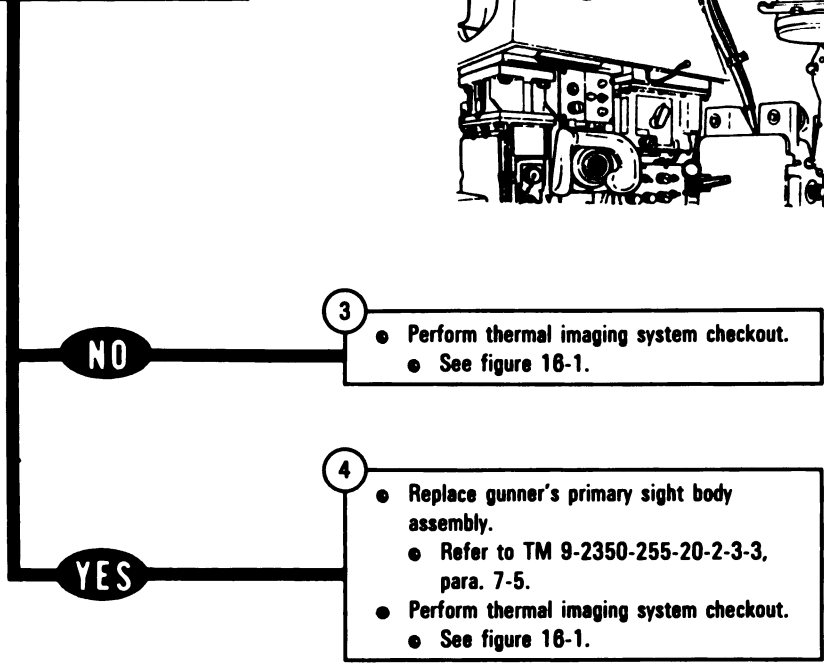 3
NO
• Perform thermal imaging system checkout.
• See figure 16-1.
4
• Replace gunner's primary sight body
assembly.
• Refer to TM 9-2350-255-20-2-3-3,
para. 7-5.
YES
• Perform thermal imaging system checkout.
• See figure 16-1.